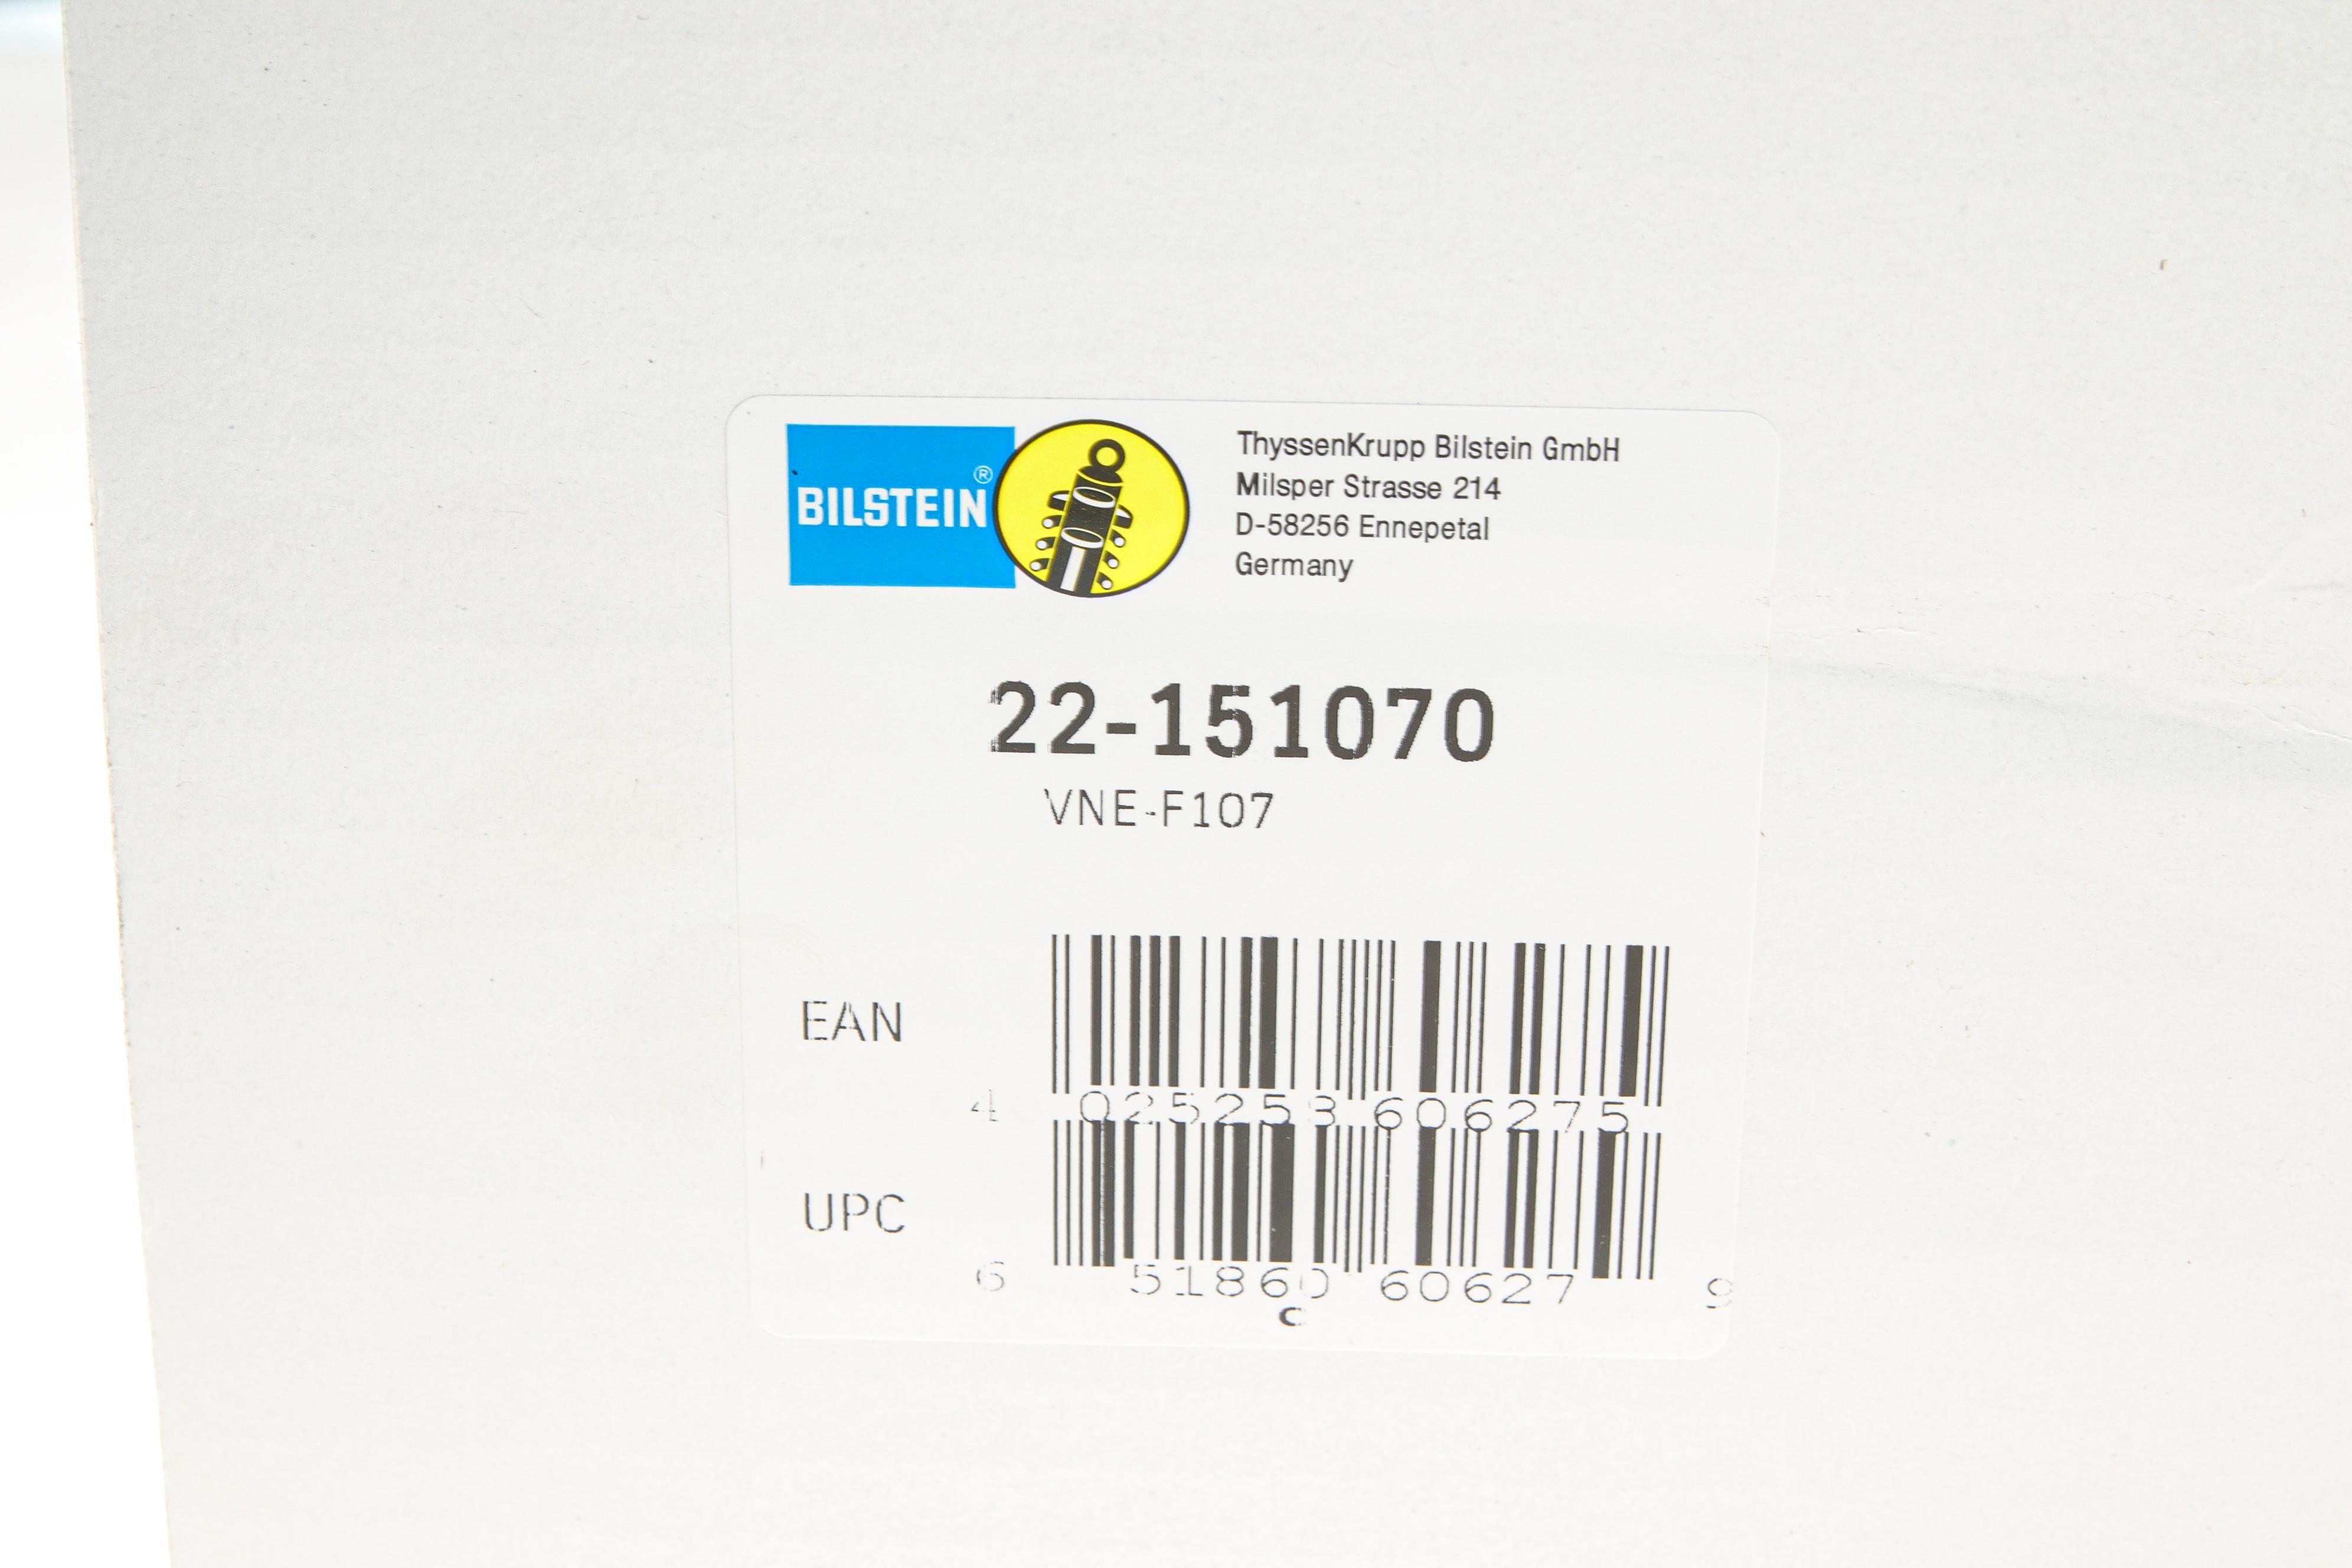 BILSTEIN®
ThyssenKrupp Bilstein GmbH
Milsper Strasse 214
D-58256 Ennepetal
Germany
22-151070
VNE-F107
EAN
4 025258 606275
UPC
6 51860 60627 9
C